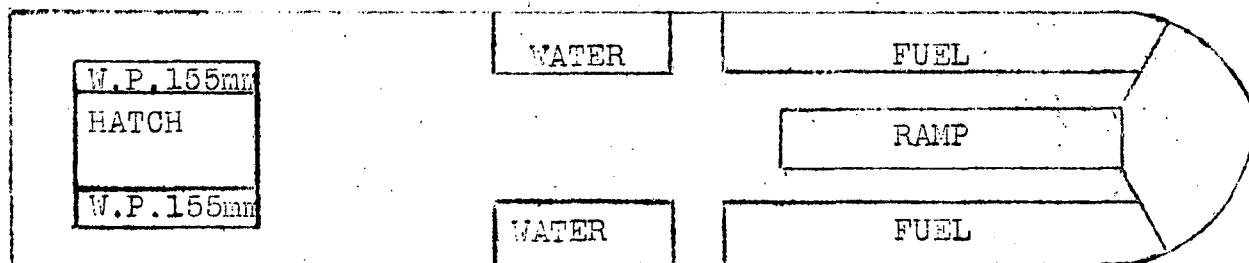 WATER FUEL
W.P.155mm
HATCH
RAMP
W.P.155mm
WATER FUEL